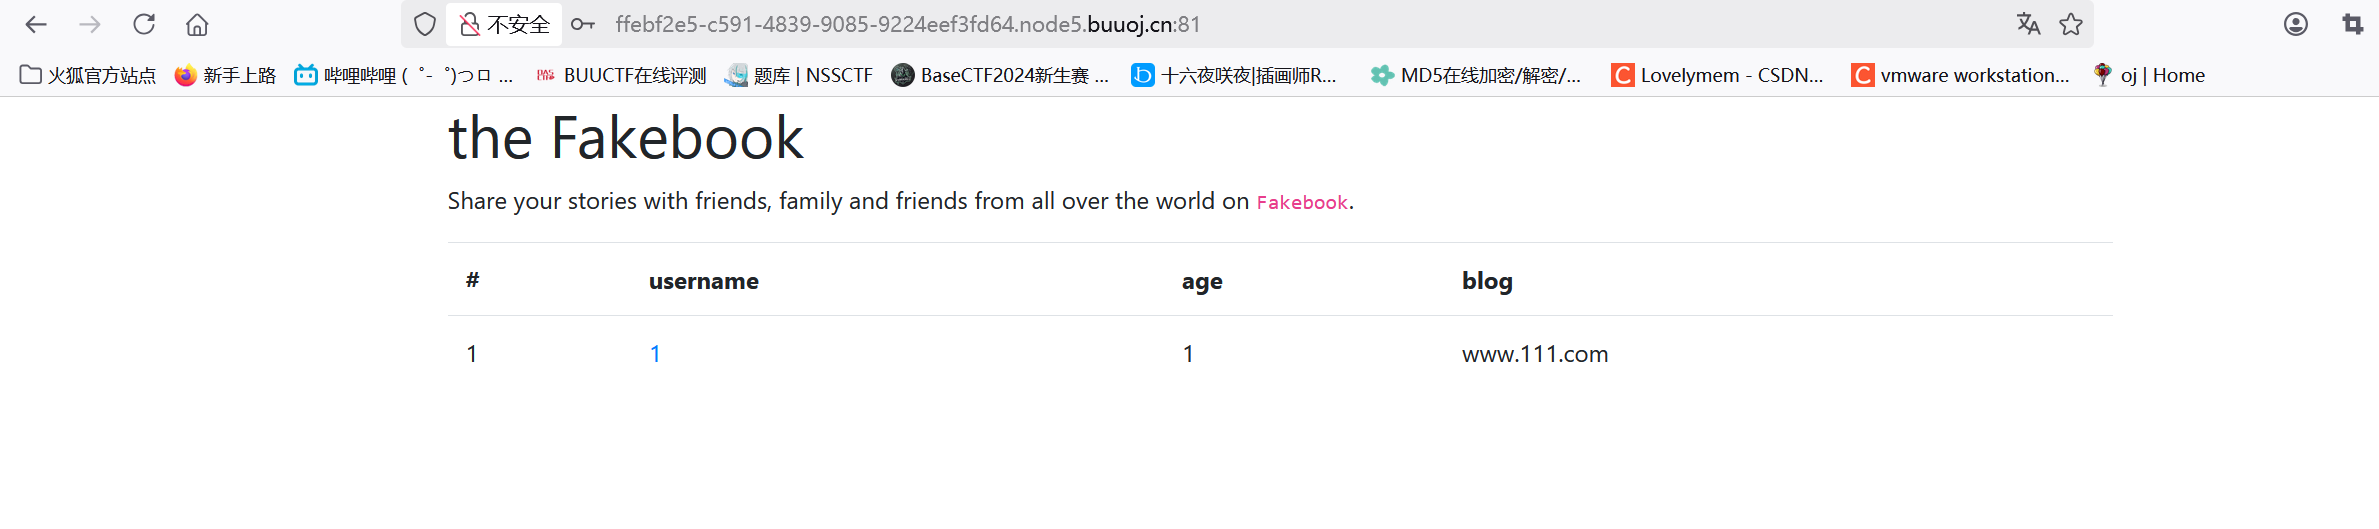 不安全 ffebf2e5-c591-4839-9085-9224eef3fd64.node5.buuoj.cn:81
火狐官方站点 新手上路 哔哩哔哩 ( ゜- ゜)つロ ... BUUCTF在线评测 题库 | NSSCTF BaseCTF2024新生赛 ... 十六夜咲夜|插画师R... MD5在线加密/解密/... Lovelymem - CSDN... vmware workstation... oj | Home
the Fakebook
Share your stories with friends, family and friends from all over the world on Fakebook.
# username age blog
1 1 1 www.111.com